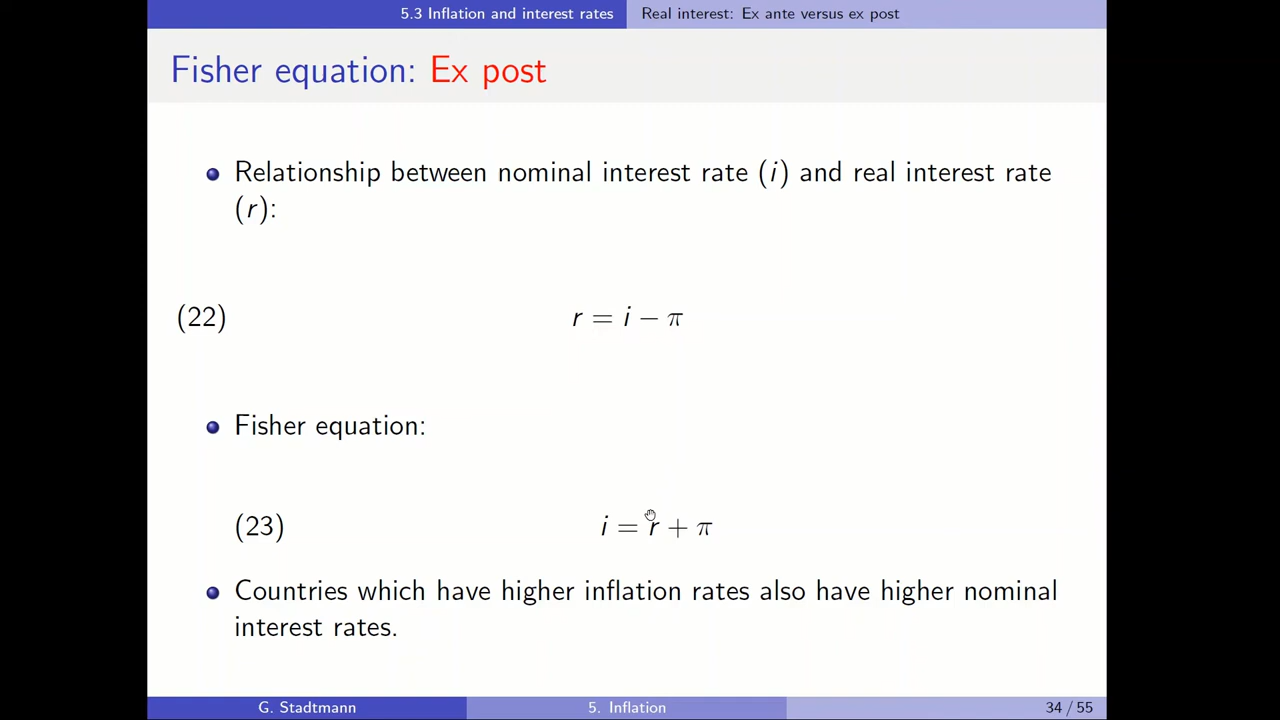 5.3 Inflation and interest rates Real interest: Ex ante versus ex post
Fisher equation: Ex post
Relationship between nominal interest rate (i) and real interest rate
(r):
(22) r = i − π
Fisher equation:
(23) i = r + π
Countries which have higher inflation rates also have higher nominal
interest rates.
G. Stadtmann 5. Inflation 34 / 55